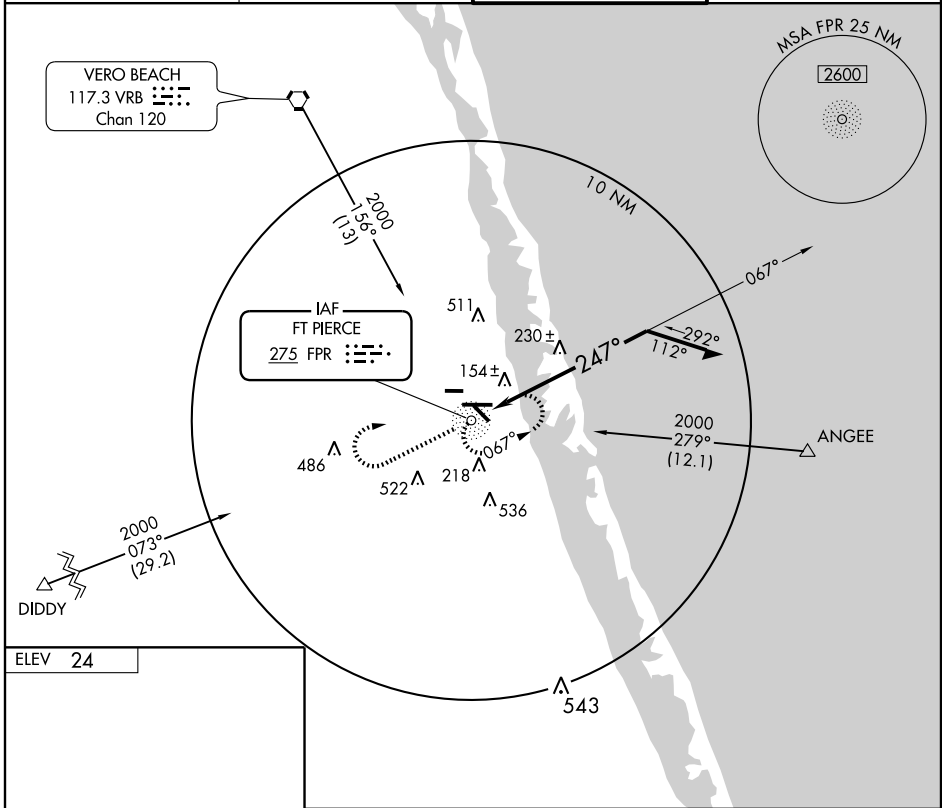 MSA FPR 25 NM
2600
VERO BEACH
117.3 VRB
Chan 120
10 NM
2000
156°
(13)
067°
IAF
FT PIERCE
275 FPR
511
230 ±
292°
112°
247°
154 ±
2000
279°
(12.1)
ANGEE
067°
486
522
218
536
2000
073°
(29.2)
DIDDY
ELEV 24
543